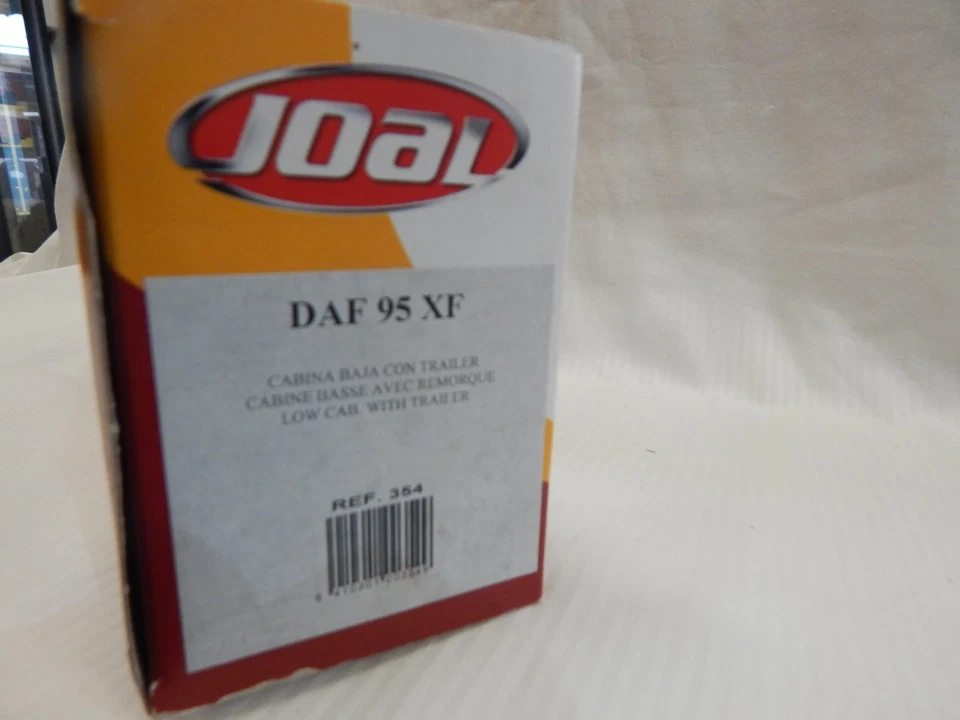 JOAL
DAF 95 XF
CABINA BAJA CON TRAILER
CABINE BASSE AVEC REMORQUE
LOW CAB. WITH TRAILER
REF. 354